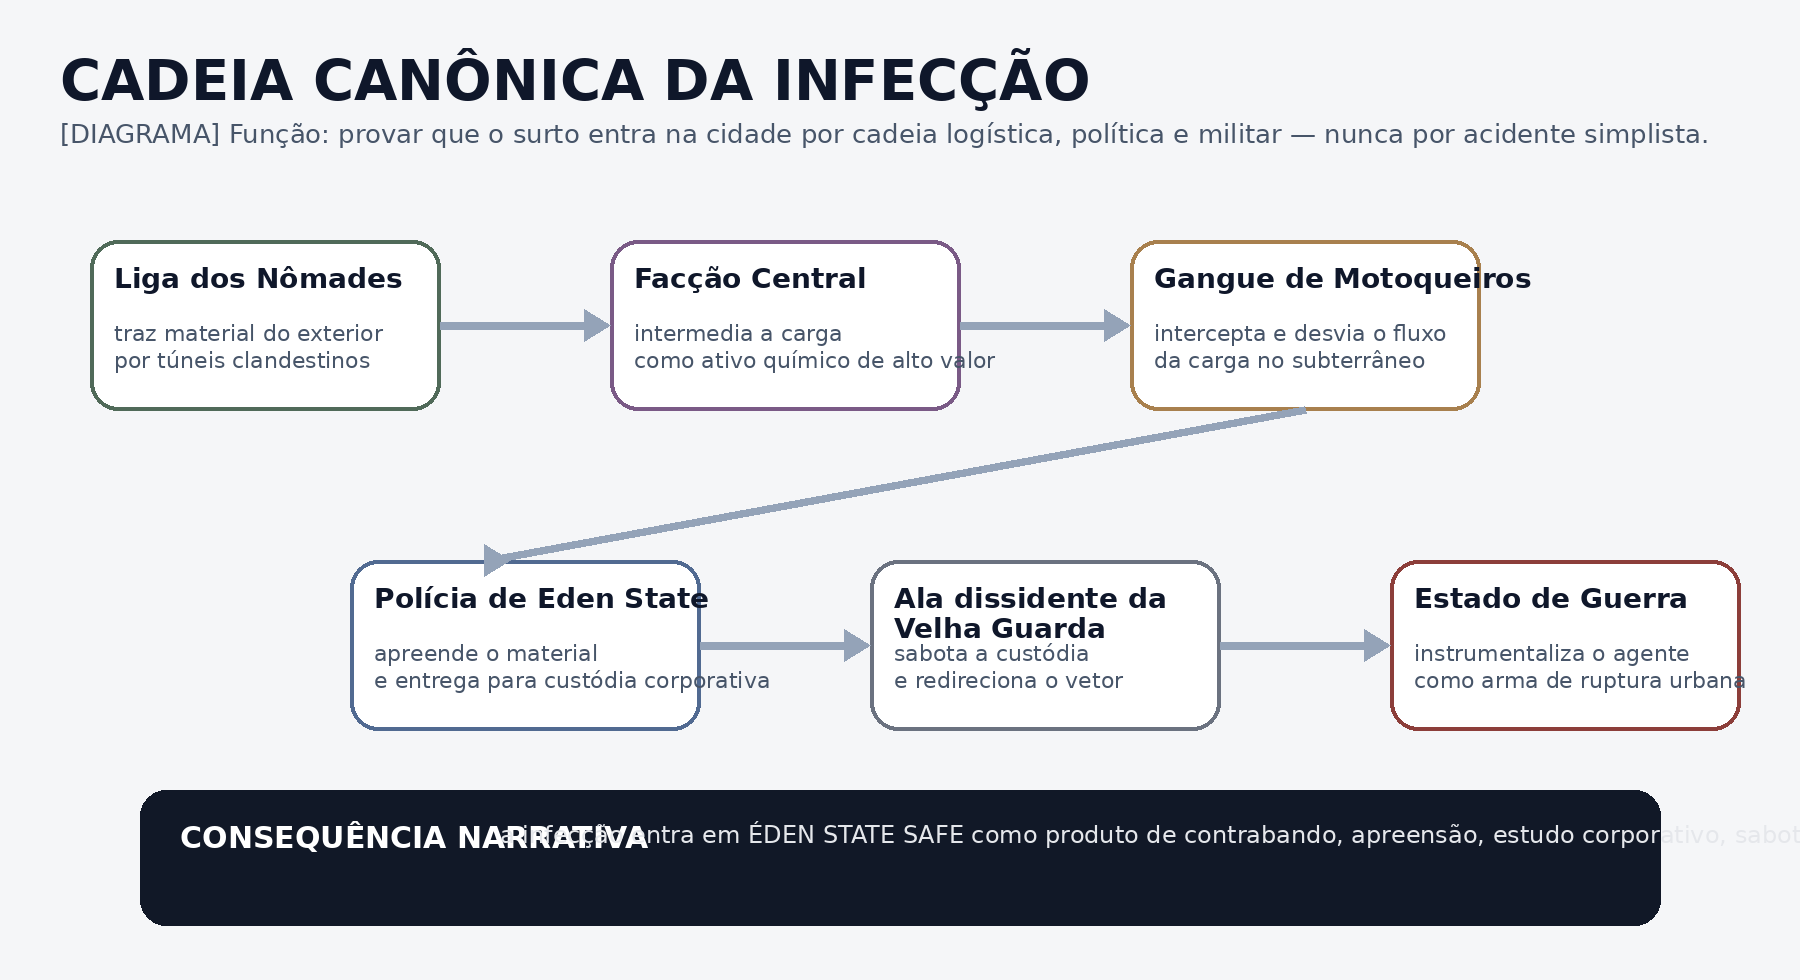 CADEIA CANÔNICA DA INFECÇÃO
[DIAGRAMA] Função: provar que o surto entra na cidade por cadeia logística, política e militar — nunca por acidente simplista.
Liga dos Nômades
traz material do exterior
por túneis clandestinos
Facção Central
intermedia a carga
como ativo químico de alto valor
Gangue de Motoqueiros
intercepta e desvia o fluxo
da carga no subterrâneo
Polícia de Eden State
apreende o material
e entrega para custódia corporativa
Ala dissidente da
Velha Guarda
sabota a custódia
e redireciona o vetor
Estado de Guerra
instrumentaliza o agente
como arma de ruptura urbana
CONSEQUÊNCIA NARRATIVA
a infecção entra em ÉDEN STATE SAFE como produto de contrabando, apreensão, estudo corporativo, sabot